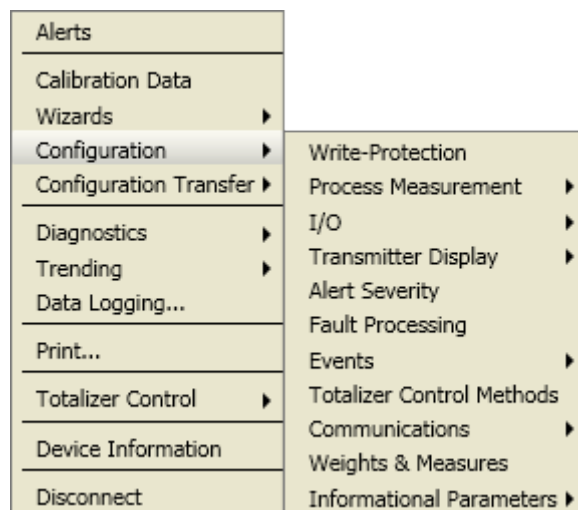 Alerts
Calibration Data
Wizards
Configuration
Configuration Transfer
Diagnostics
Trending
Data Logging...
Print...
Totalizer Control
Device Information
Disconnect
Write-Protection
Process Measurement
I/O
Transmitter Display
Alert Severity
Fault Processing
Events
Totalizer Control Methods
Communications
Weights & Measures
Informational Parameters